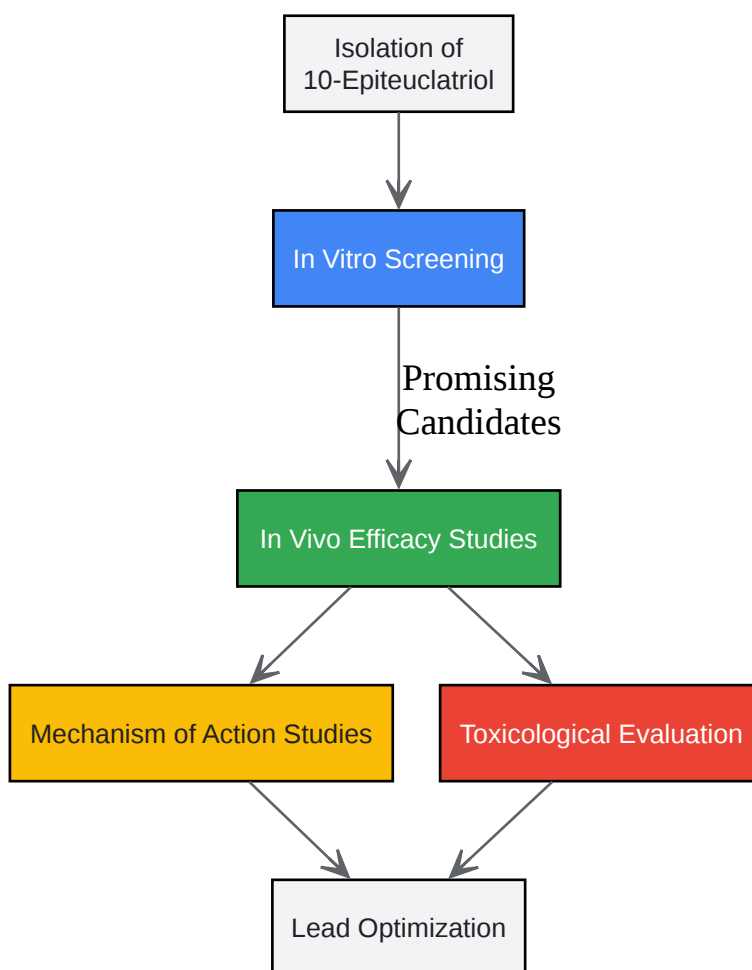 Isolation of
10-Epiteuclatriol
In Vitro Screening
Promising
Candidates
In Vivo Efficacy Studies
Mechanism of Action Studies
Toxicological Evaluation
Lead Optimization